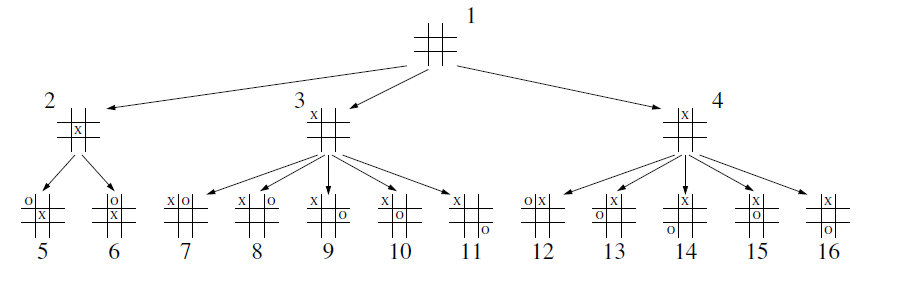 1
2 3 4
x x x
o o x o x o x x x o x x x x
x x o o o o o
o o o
5 6 7 8 9 10 11 12 13 14 15 16